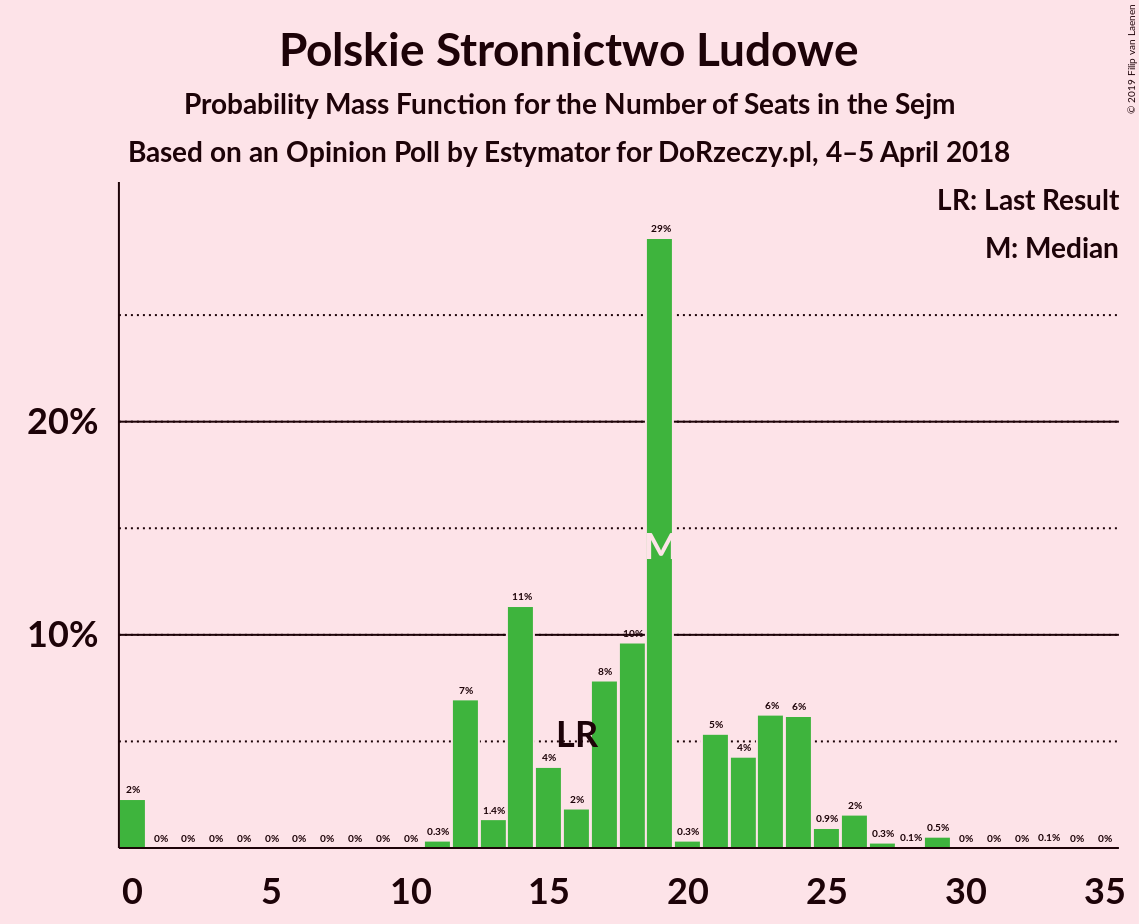 Polskie Stronnictwo Ludowe
Probability Mass Function for the Number of Seats in the Sejm
Based on an Opinion Poll by Estymator for DoRzeczy.pl, 4–5 April 2018
© 2019 Filip van Laenen
LR: Last Result
M: Median
20%
10%
2% 0% 0% 0% 0% 0% 0% 0% 0% 0% 0% 0.3% 7% 1.4% 11% 4% 2% 8% 10% 29% 0.3% 5% 4% 6% 6% 0.9% 2% 0.3% 0.1% 0.5% 0% 0% 0% 0.1% 0% 0%
LR
M
0 5 10 15 20 25 30 35